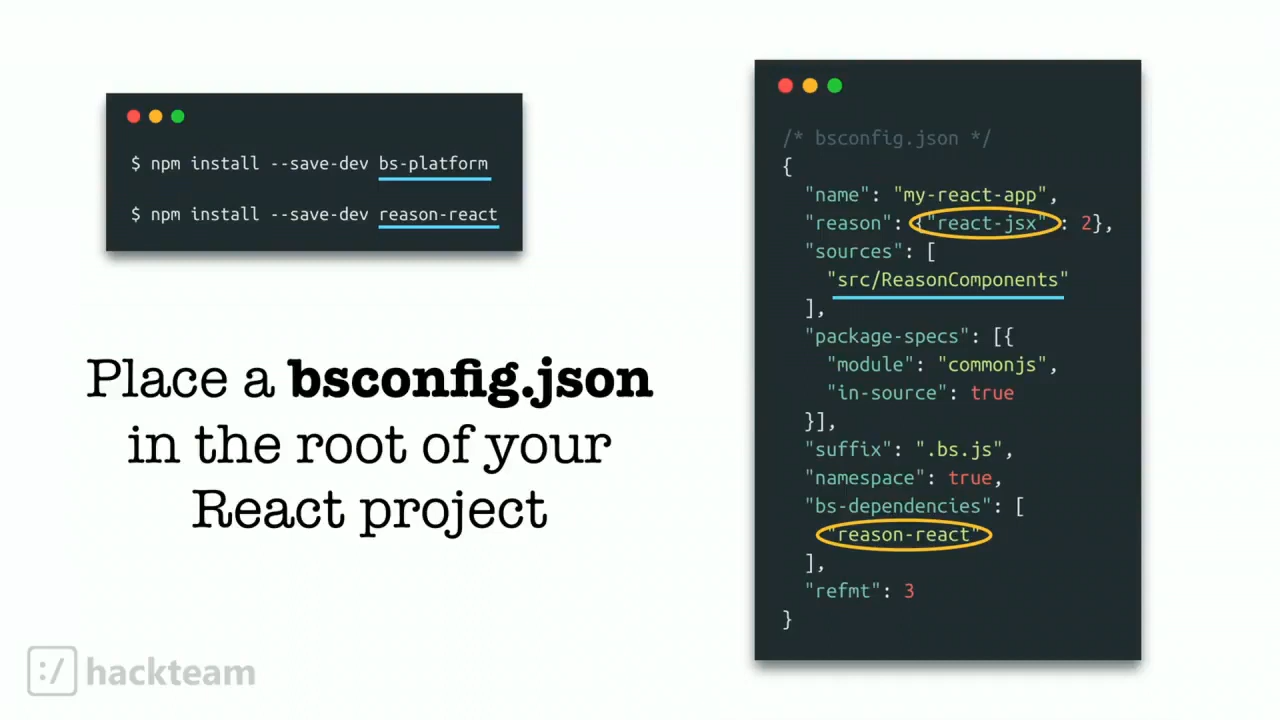 $ npm install --save-dev bs-platform
$ npm install --save-dev reason-react
Place a bsconfig.json
in the root of your
React project
/* bsconfig.json */
{
"name": "my-react-app",
"reason": {"react-jsx" : 2},
"sources": [
"src/ReasonComponents"
],
"package-specs": [{
"module": "commonjs",
"in-source": true
}],
"suffix": ".bs.js",
"namespace": true,
"bs-dependencies": [
"reason-react"
],
"refmt": 3
}
:/ hackteam